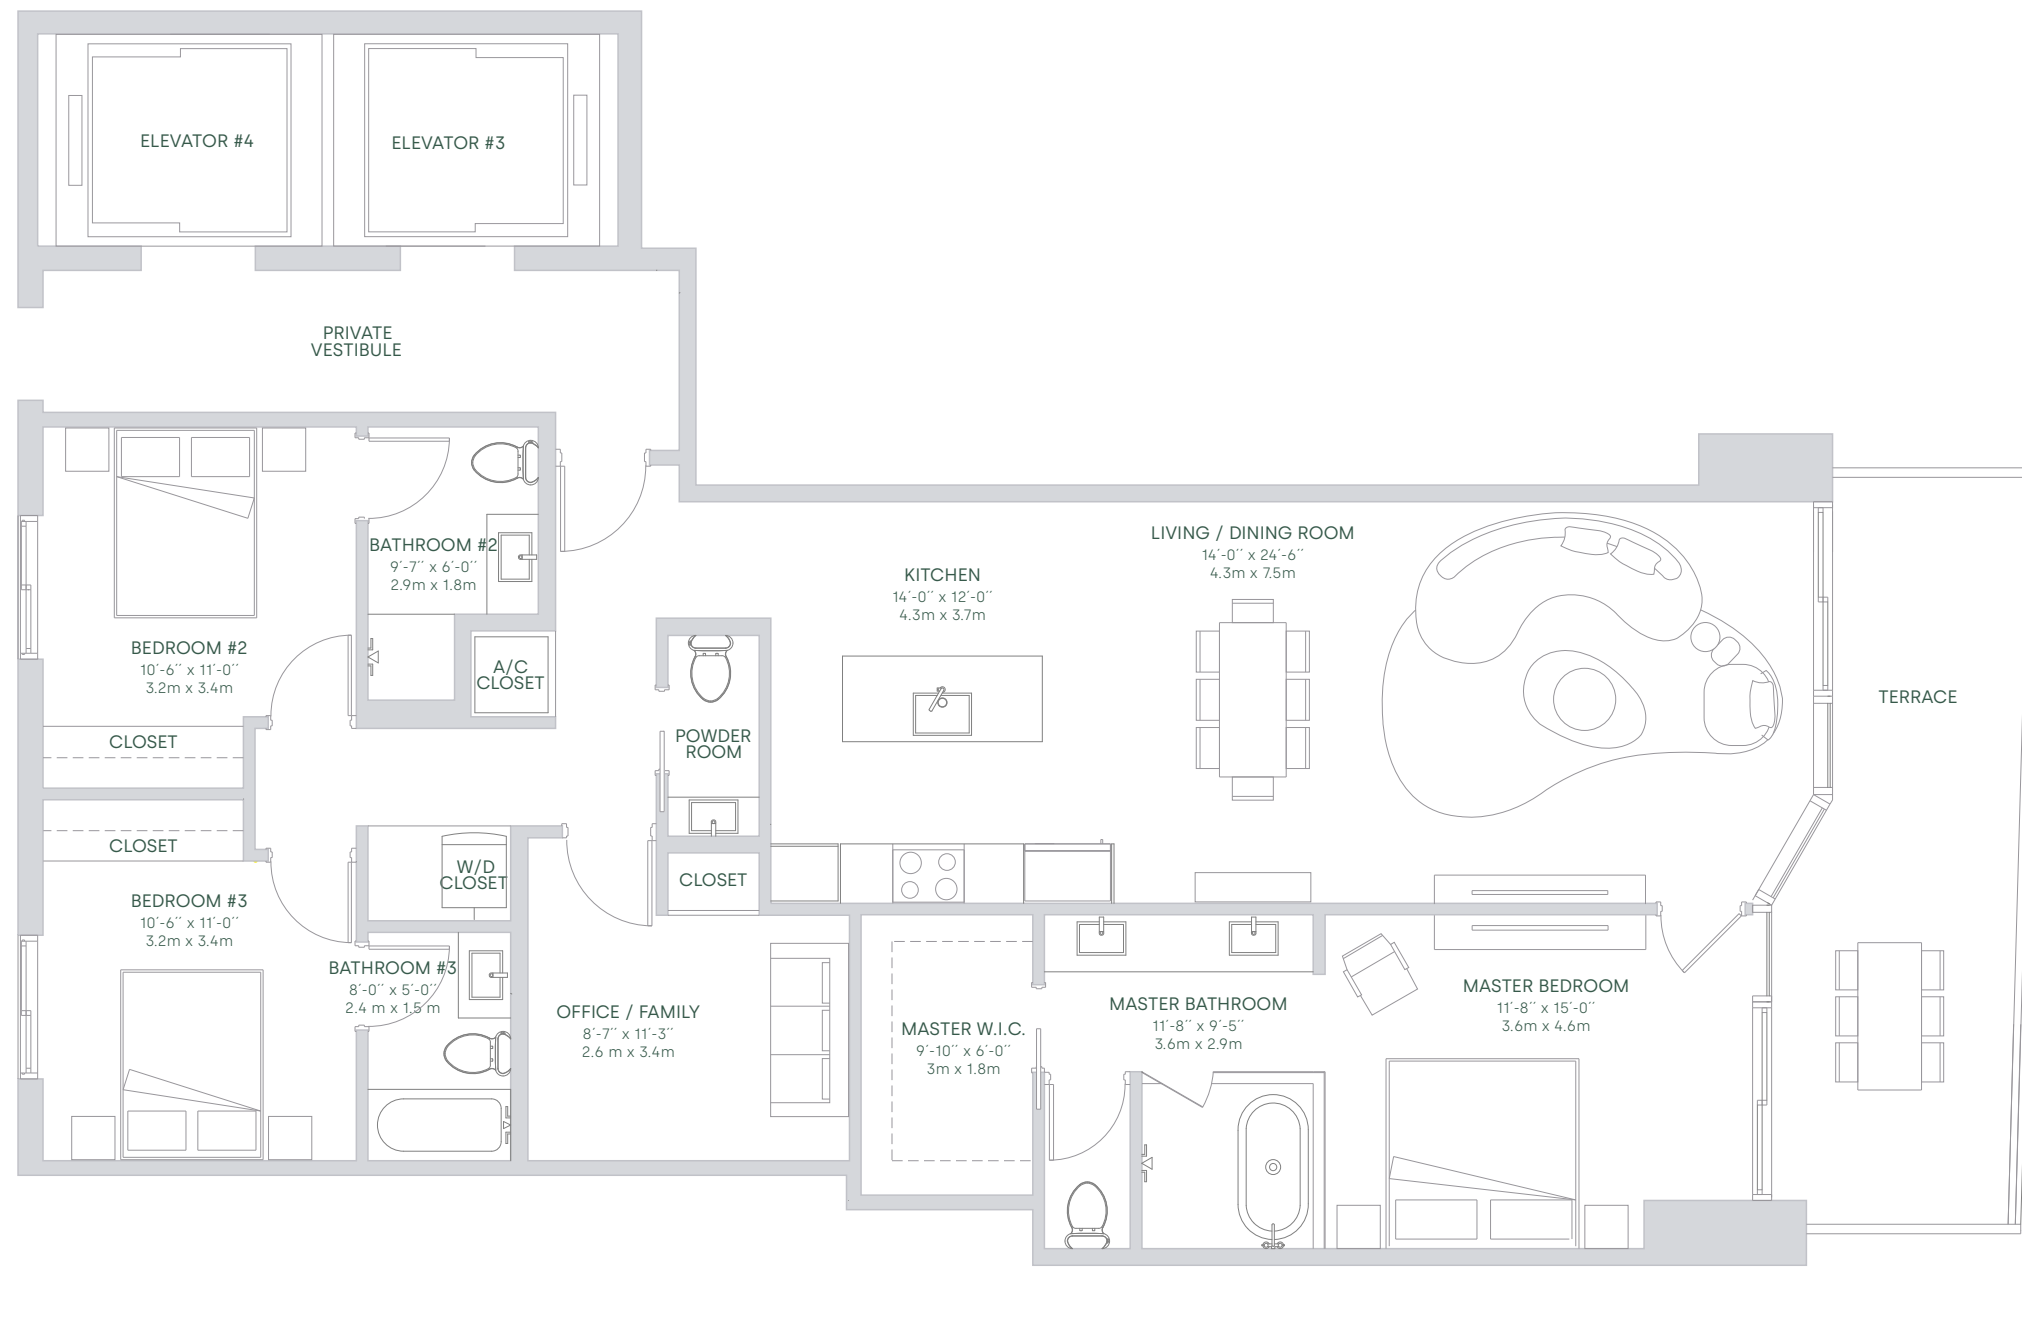 ELEVATOR #4
ELEVATOR #3
PRIVATE
VESTIBULE
BATHROOM #2
9´-7´´ x 6´-0´´
2.9m x 1.8m
BEDROOM #2
10´-6´´ x 11´-0´´
3.2m x 3.4m
A/C
CLOSET
CLOSET
POWDER
ROOM
KITCHEN
14´-0´´ x 12´-0´´
4.3m x 3.7m
LIVING / DINING ROOM
14´-0´´ x 24´-6´´
4.3m x 7.5m
TERRACE
CLOSET
W/D
CLOSET
CLOSET
BEDROOM #3
10´-6´´ x 11´-0´´
3.2m x 3.4m
BATHROOM #3
8´-0´´ x 5´-0´´
2.4 m x 1.5 m
OFFICE / FAMILY
8´-7´´ x 11´-3´´
2.6 m x 3.4m
MASTER W.I.C.
9´-10´´ x 6´-0´´
3m x 1.8m
MASTER BATHROOM
11´-8´´ x 9´-5´´
3.6m x 2.9m
MASTER BEDROOM
11´-8´´ x 15´-0´´
3.6m x 4.6m